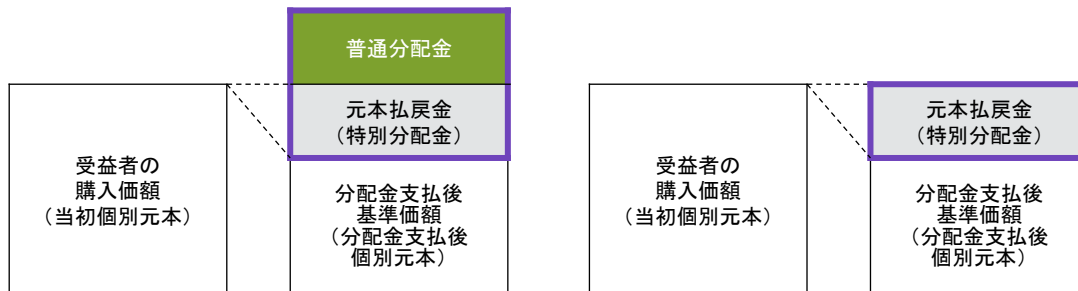 普通分配金
元本払戻金
（特別分配金）
受益者の
購入価額
（当初個別元本）
分配金支払後
基準価額
（分配金支払後
個別元本）
元本払戻金
（特別分配金）
受益者の
購入価額
（当初個別元本）
分配金支払後
基準価額
（分配金支払後
個別元本）